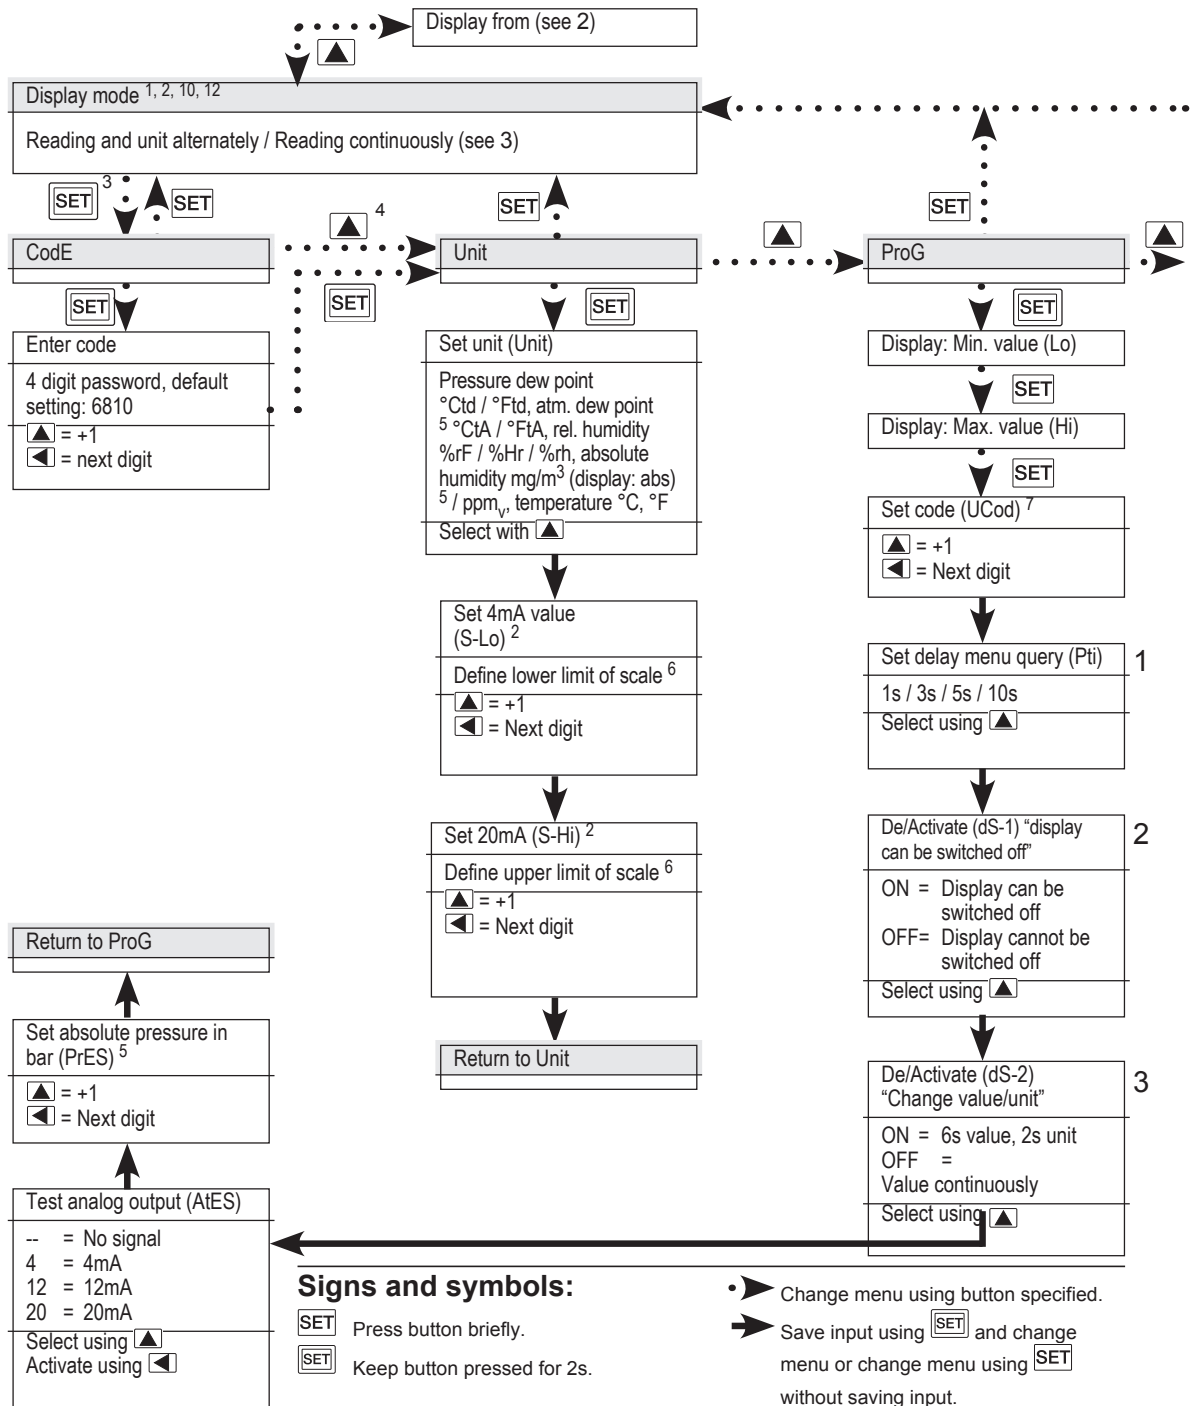 Display from (see 2)
Display mode 1, 2, 10, 12
Reading and unit alternately / Reading continuously (see 3)
SET 3
SET
CodE
SET
Enter code
4 digit password, default
setting: 6810
= +1
= next digit
4
SET
SET
Unit
SET
Set unit (Unit)
Pressure dew point
°Ctd / °Ftd, atm. dew point
5 °CtA / °FtA, rel. humidity
%rF / %Hr / %rh, absolute
humidity mg/m3 (display: abs)
5 / ppmv, temperature °C, °F
Select with
Set 4mA value
(S-Lo) 2
Define lower limit of scale 6
= +1
= Next digit
Set 20mA (S-Hi) 2
Define upper limit of scale 6
= +1
= Next digit
Return to Unit
SET
ProG
SET
Display: Min. value (Lo)
SET
Display: Max. value (Hi)
SET
Set code (UCod) 7
= +1
= Next digit
Set delay menu query (Pti)
1
1s / 3s / 5s / 10s
Select using
De/Activate (dS-1) “display
can be switched off”
2
ON = Display can be
switched off
OFF= Display cannot be
switched off
Select using
De/Activate (dS-2)
“Change value/unit”
3
ON = 6s value, 2s unit
OFF =
Value continuously
Select using
Return to ProG
Set absolute pressure in
bar (PrES) 5
= +1
= Next digit
Test analog output (AtES)
-- = No signal
4 = 4mA
12 = 12mA
20 = 20mA
Select using
Activate using
Signs and symbols:
SET Press button briefly.
SET Keep button pressed for 2s.
Change menu using button specified.
Save input using SET and change
menu or change menu using SET
without saving input.